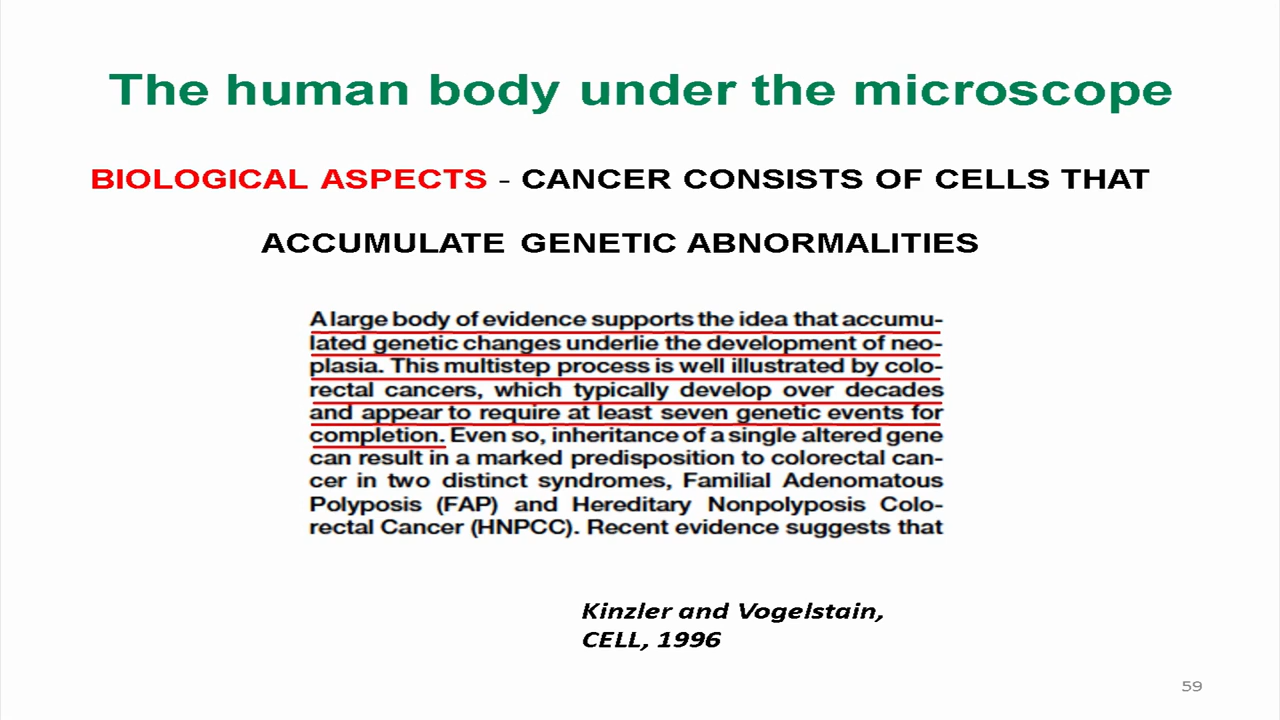 The human body under the microscope
BIOLOGICAL ASPECTS - CANCER CONSISTS OF CELLS THAT
ACCUMULATE GENETIC ABNORMALITIES
A large body of evidence supports the idea that accumu-
lated genetic changes underlie the development of neo-
plasia. This multistep process is well illustrated by colo-
rectal cancers, which typically develop over decades
and appear to require at least seven genetic events for
completion. Even so, inheritance of a single altered gene
can result in a marked predisposition to colorectal can-
cer in two distinct syndromes, Familial Adenomatous
Polyposis (FAP) and Hereditary Nonpolyposis Colo-
rectal Cancer (HNPCC). Recent evidence suggests that
Kinzler and Vogelstain,
CELL, 1996
59